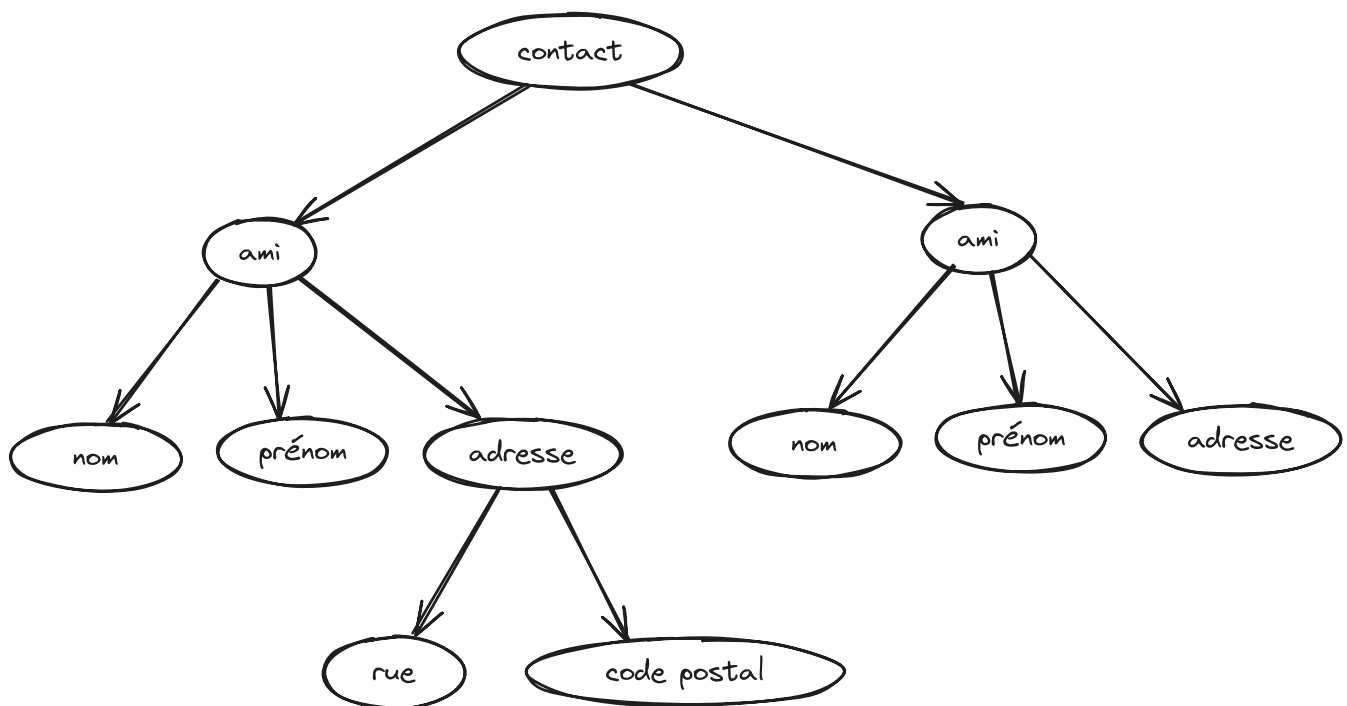 contact
ami
ami
nom
prénom
adresse
nom
prénom
adresse
rue
code postal